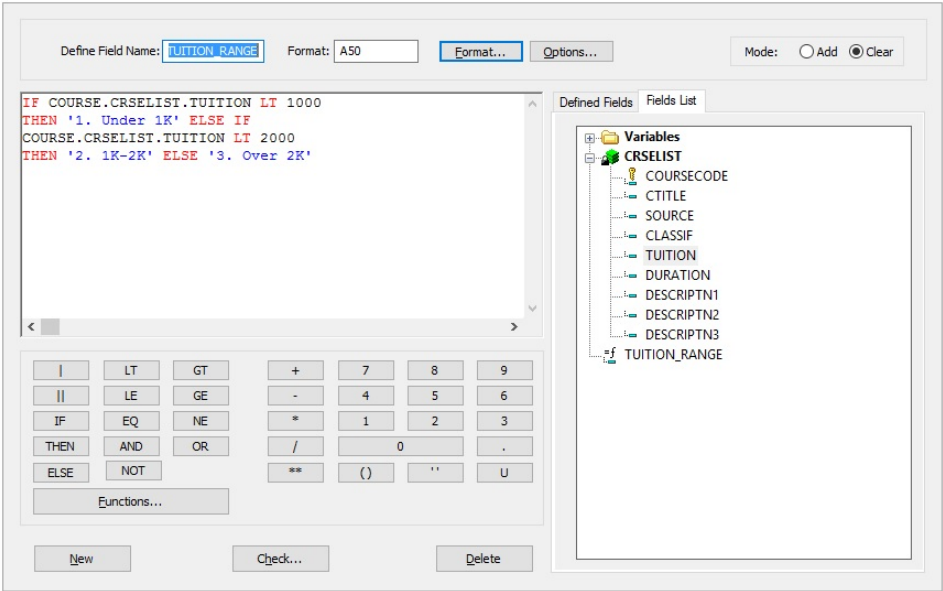 Define Field Name: TUITION_RANGE Format: A50 Format... Options... Mode: Add Clear
IF COURSE.CRSELIST.TUITION LT 1000
THEN '1. Under 1K' ELSE IF
COURSE.CRSELIST.TUITION LT 2000
THEN '2. 1K-2K' ELSE '3. Over 2K'
Defined Fields Fields List
Variables
CRSELIST
COURSECODE
CTITLE
SOURCE
CLASSIF
TUITION
DURATION
DESCRIPTN1
DESCRIPTN2
DESCRIPTN3
TUITION_RANGE
| LT GT + 7 8 9
|| LE GE - 4 5 6
IF EQ NE * 1 2 3
THEN AND OR / 0 .
ELSE NOT ** () ' ' U
Functions...
New Check... Delete